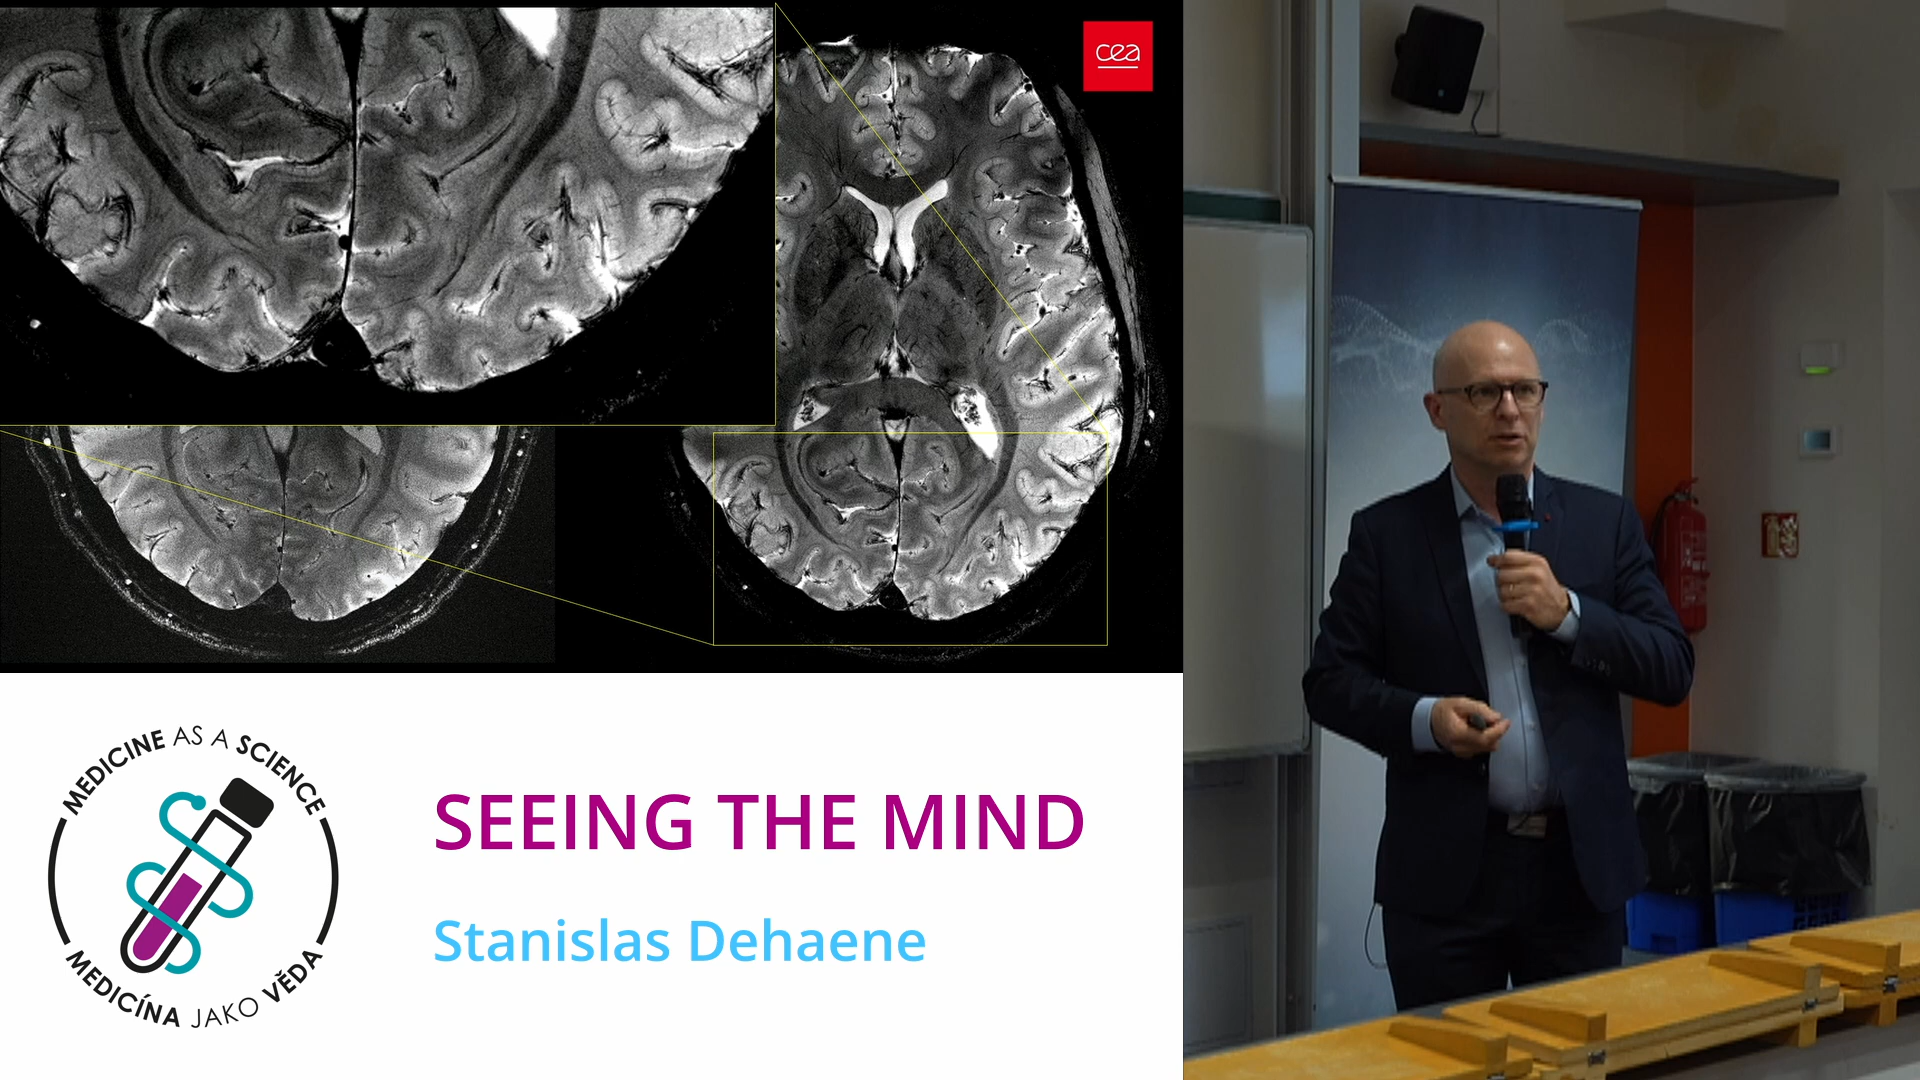 cea
MEDICINE AS A SCIENCE
MEDICÍNA JAKO VĚDA
SEEING THE MIND
Stanislas Dehaene